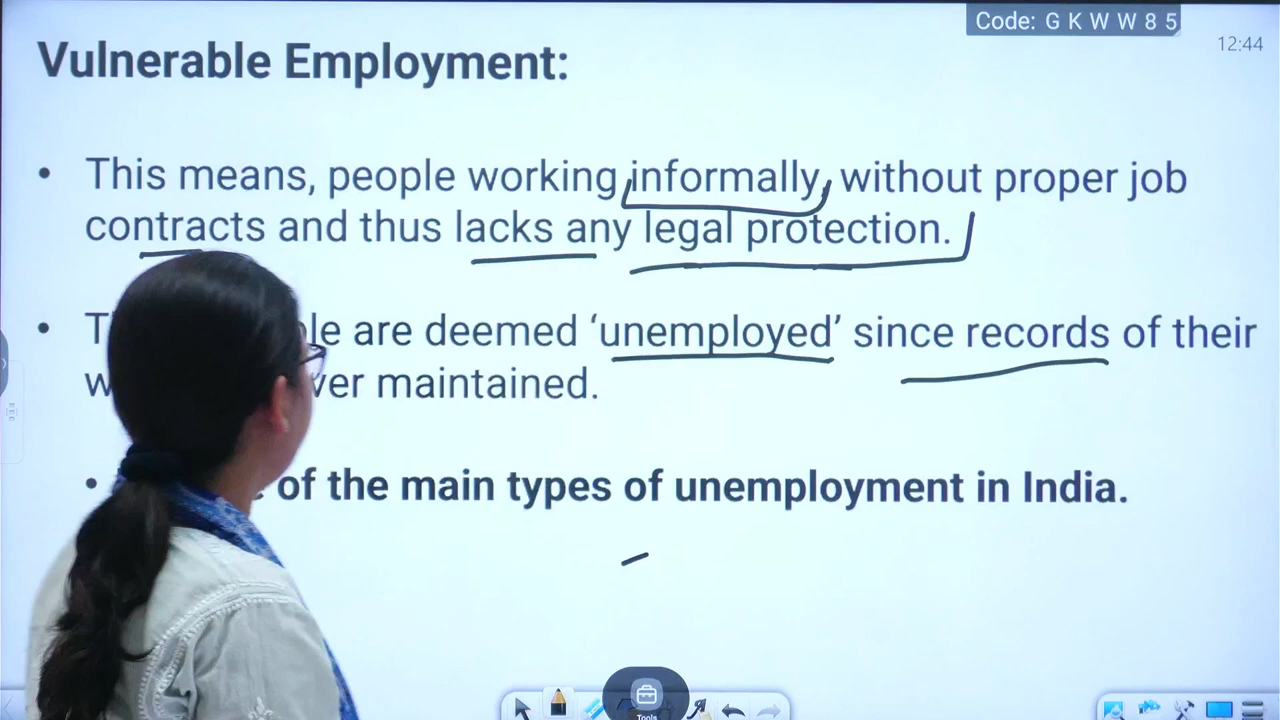 Code: G K W W 8 5
12:44
Vulnerable Employment:
• This means, people working informally, without proper job
contracts and thus lacks any legal protection.
• are deemed ‘unemployed’ since records of their
maintained.
• of the main types of unemployment in India.
Tools